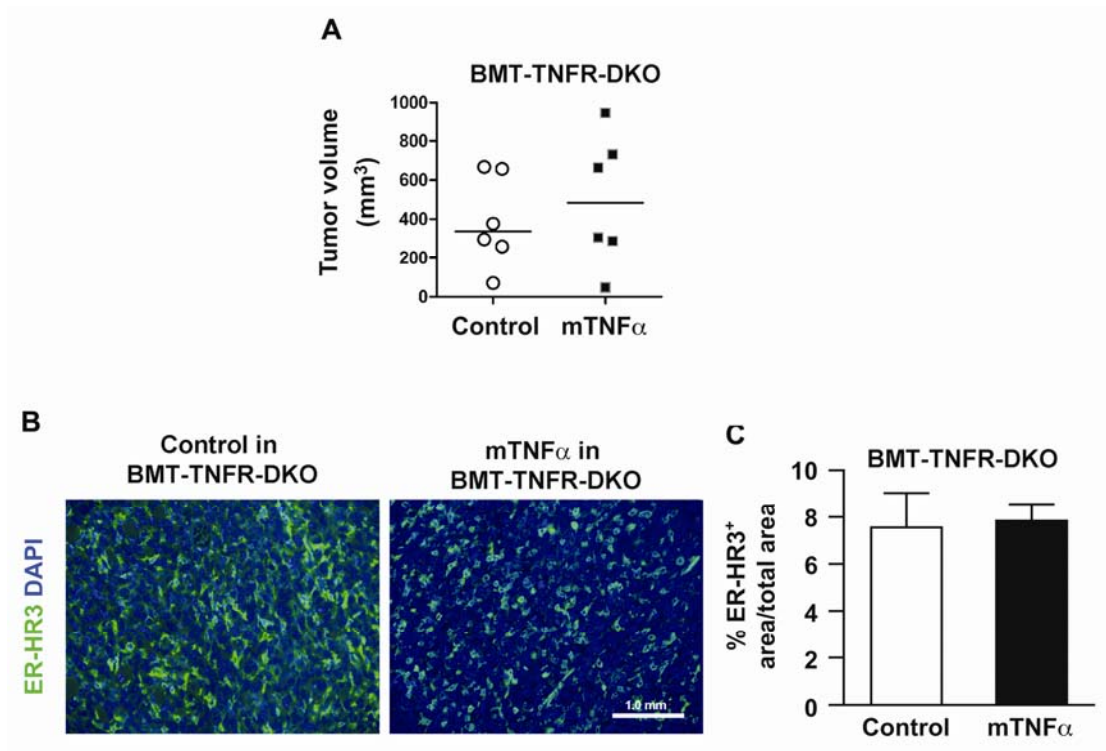 A
BMT-TNFR-DKO
Tumor volume
(mm³)
1000
800
600
400
200
0
Control
mTNFα
B
Control in
BMT-TNFR-DKO
mTNFα in
BMT-TNFR-DKO
ER-HR3 DAPI
1.0 mm
C
BMT-TNFR-DKO
% ER-HR3⁺
area/total area
10
8
6
4
2
0
Control
mTNFα